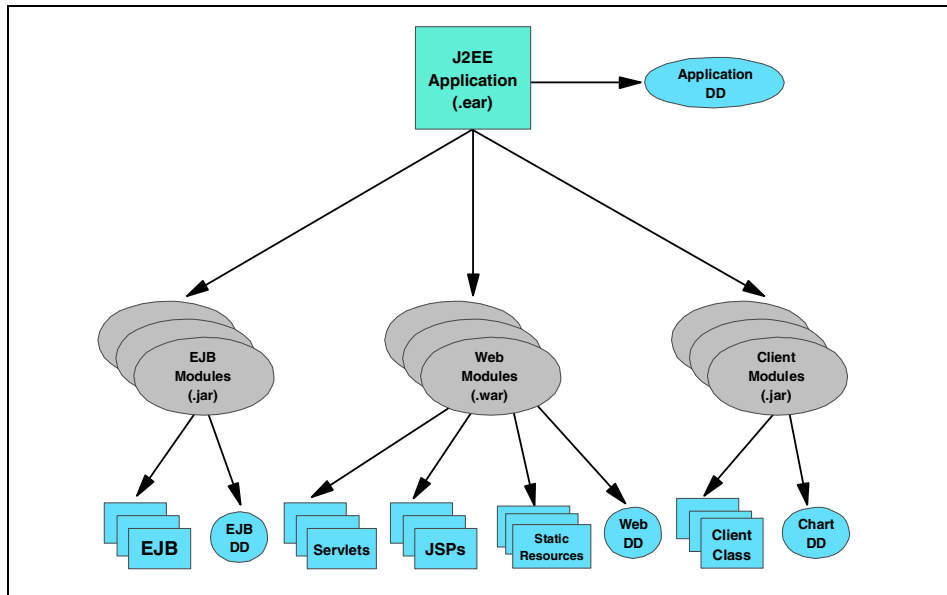 J2EE
Application
(.ear)
Application
DD
EJB
Modules
(.jar)
Web
Modules
(.war)
Client
Modules
(.jar)
EJB
EJB
DD
Servlets
JSPs
Static
Resources
Web
DD
Client
Class
Chart
DD